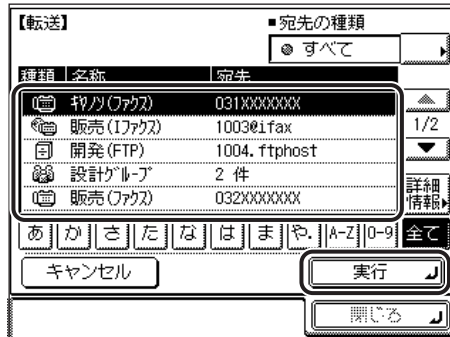 【転送】
■宛先の種類
すべて
種類 名称 宛先
ｷﾔﾉﾝ(ﾌｧｸｽ) 031XXXXXXX
販売(Iﾌｧｸｽ) 1003@ifax
開発(FTP) 1004.ftphost
設計ｸﾞﾙｰﾌﾟ 2 件
販売(ﾌｧｸｽ) 032XXXXXXX
1/2
詳細
情報
あ か さ た な は ま や. A-Z 0-9 全て
キャンセル 実行
閉じる